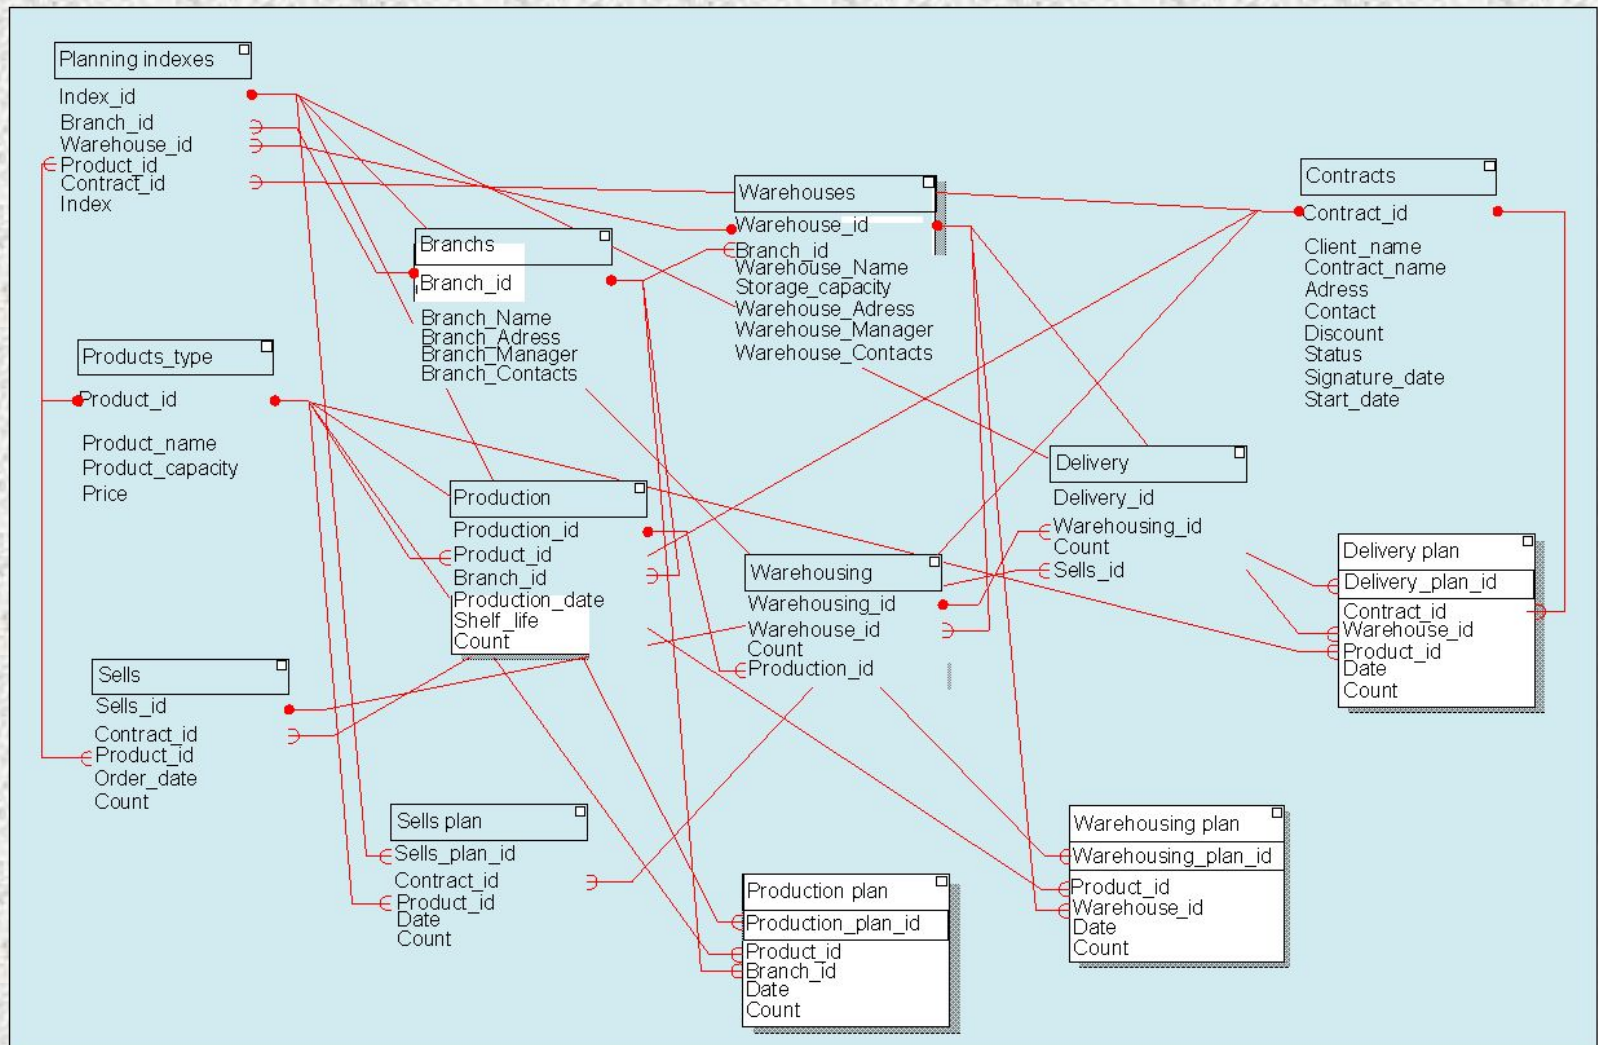 Planning indexes
Index_id
Branch_id
Warehouse_id
Product_id
Contract_id
Index
Branchs
Branch_id
Branch_Name
Branch_Adress
Branch_Manager
Branch_Contacts
Warehouses
Warehouse_id
Branch_id
Warehouse_Name
Storage_capacity
Warehouse_Adress
Warehouse_Manager
Warehouse_Contacts
Contracts
Contract_id
Client_name
Contract_name
Adress
Contact
Discount
Status
Signature_date
Start_date
Products_type
Product_id
Product_name
Product_capacity
Price
Production
Production_id
Product_id
Branch_id
Production_date
Shelf_life
Count
Warehousing
Warehousing_id
Warehouse_id
Count
Production_id
Delivery
Delivery_id
Warehousing_id
Count
Sells_id
Delivery plan
Delivery_plan_id
Contract_id
Warehouse_id
Product_id
Date
Count
Sells
Sells_id
Contract_id
Product_id
Order_date
Count
Sells plan
Sells_plan_id
Contract_id
Product_id
Date
Count
Production plan
Production_plan_id
Product_id
Branch_id
Date
Count
Warehousing plan
Warehousing_plan_id
Product_id
Warehouse_id
Date
Count